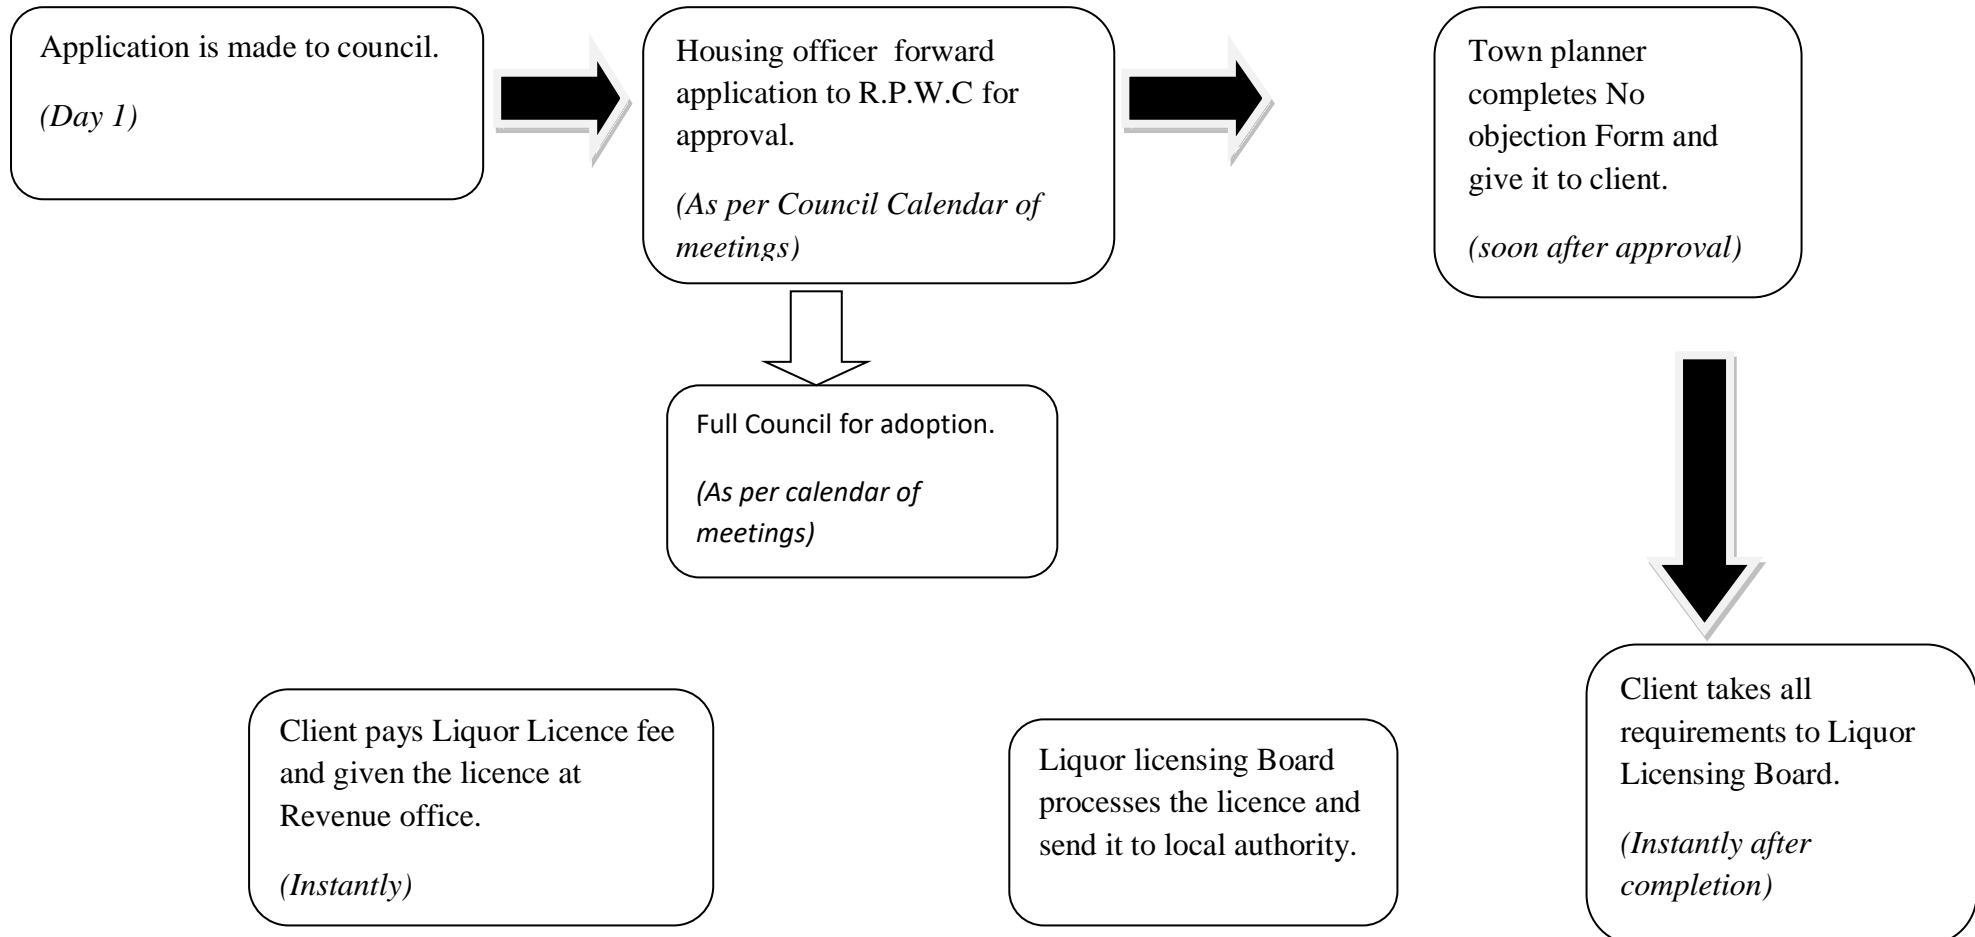 Application is made to council.
(Day 1)
Housing officer  forward
application to R.P.W.C for
approval.
(As per Council Calendar of
meetings)
Town planner
completes No
objection Form and
give it to client.
(soon after approval)
Full Council for adoption.
(As per calendar of
meetings)
Client pays Liquor Licence fee
and given the licence at
Revenue office.
(Instantly)
Liquor licensing Board
processes the licence and
send it to local authority.
Client takes all
requirements to Liquor
Licensing Board.
(Instantly after
completion)